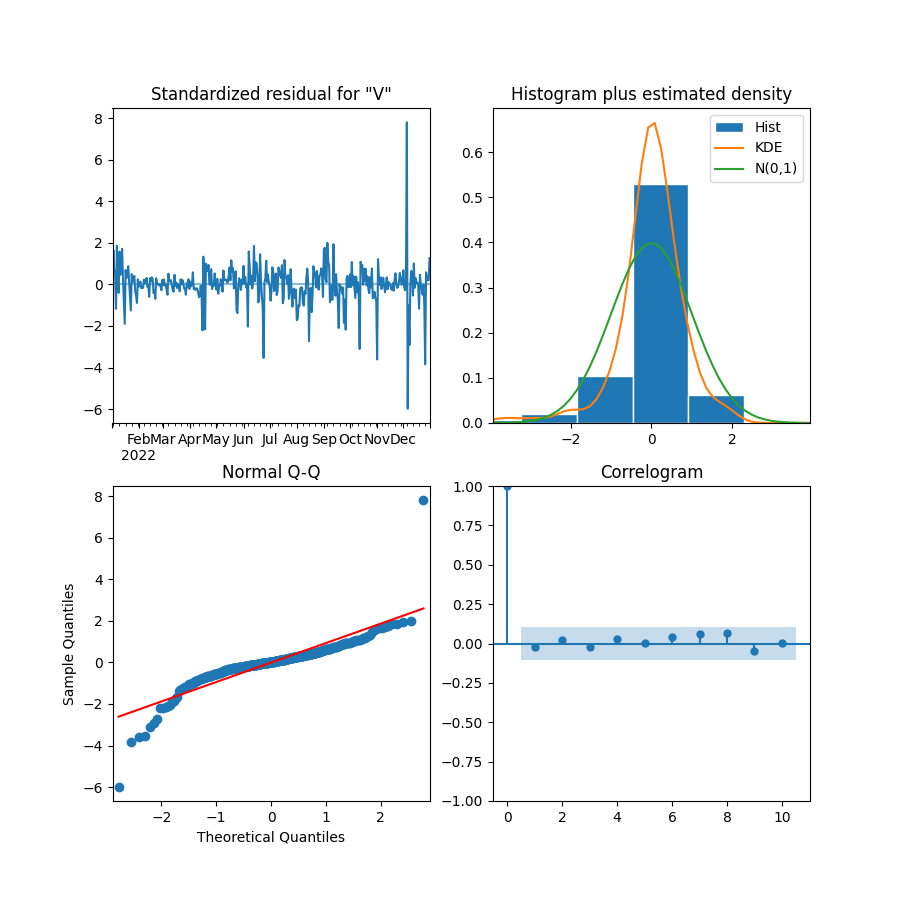 Standardized residual for "V"
8
6
4
2
0
−2
−4
−6
Feb Mar Apr May Jun Jul Aug Sep Oct Nov Dec
2022
Histogram plus estimated density
Hist
KDE
N(0,1)
0.6
0.5
0.4
0.3
0.2
0.1
0.0
−2 0 2
Normal Q-Q
Sample Quantiles
8
6
4
2
0
−2
−4
−6
−2 −1 0 1 2
Theoretical Quantiles
Correlogram
1.00
0.75
0.50
0.25
0.00
−0.25
−0.50
−0.75
−1.00
0 2 4 6 8 10